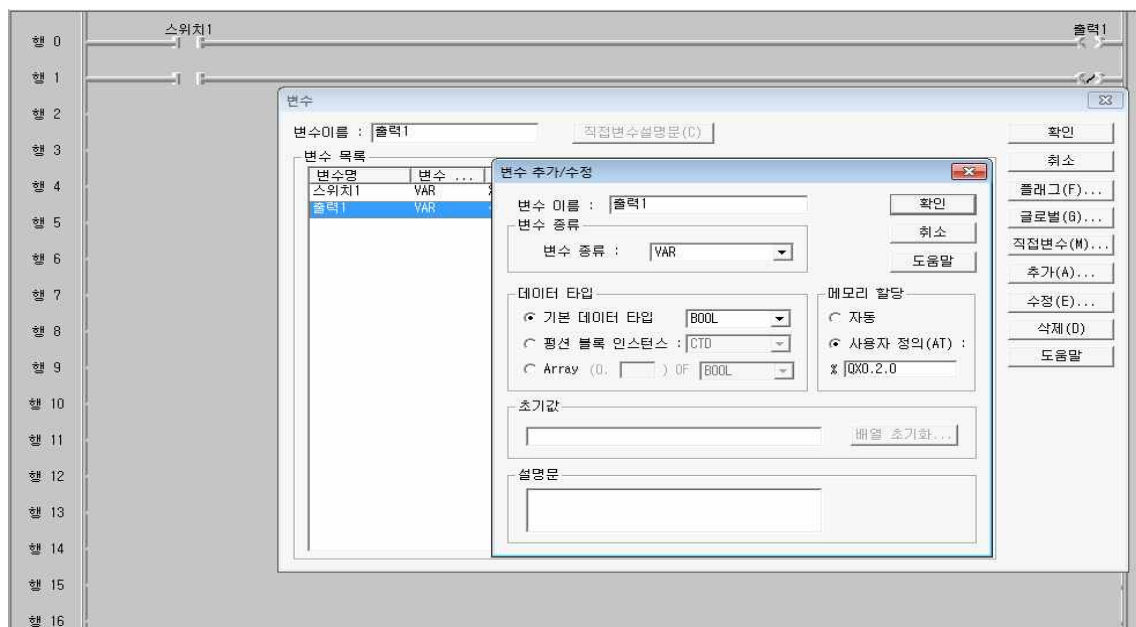 스위치1 출력1
행 0
행 1
행 2
행 3
행 4
행 5
행 6
행 7
행 8
행 9
행 10
행 11
행 12
행 13
행 14
행 15
행 16
변수
변수이름 : 출력1 직접변수설명문(C)
변수 목록
변수명 변수 ...
스위치1 VAR
출력1 VAR
확인
취소
플래그(F)...
글로벌(G)...
직접변수(M)...
추가(A)...
수정(E)...
삭제(D)
도움말
변수 추가/수정
변수 이름 : 출력1
확인
취소
도움말
변수 종류
변수 종류 : VAR
데이터 타입
기본 데이터 타입 BOOL
펑션 블록 인스턴스 : CTD
Array (0. ) OF BOOL
메모리 할당
자동
사용자 정의(AT) :
% QX0.2.0
초기값
배열 초기화...
설명문